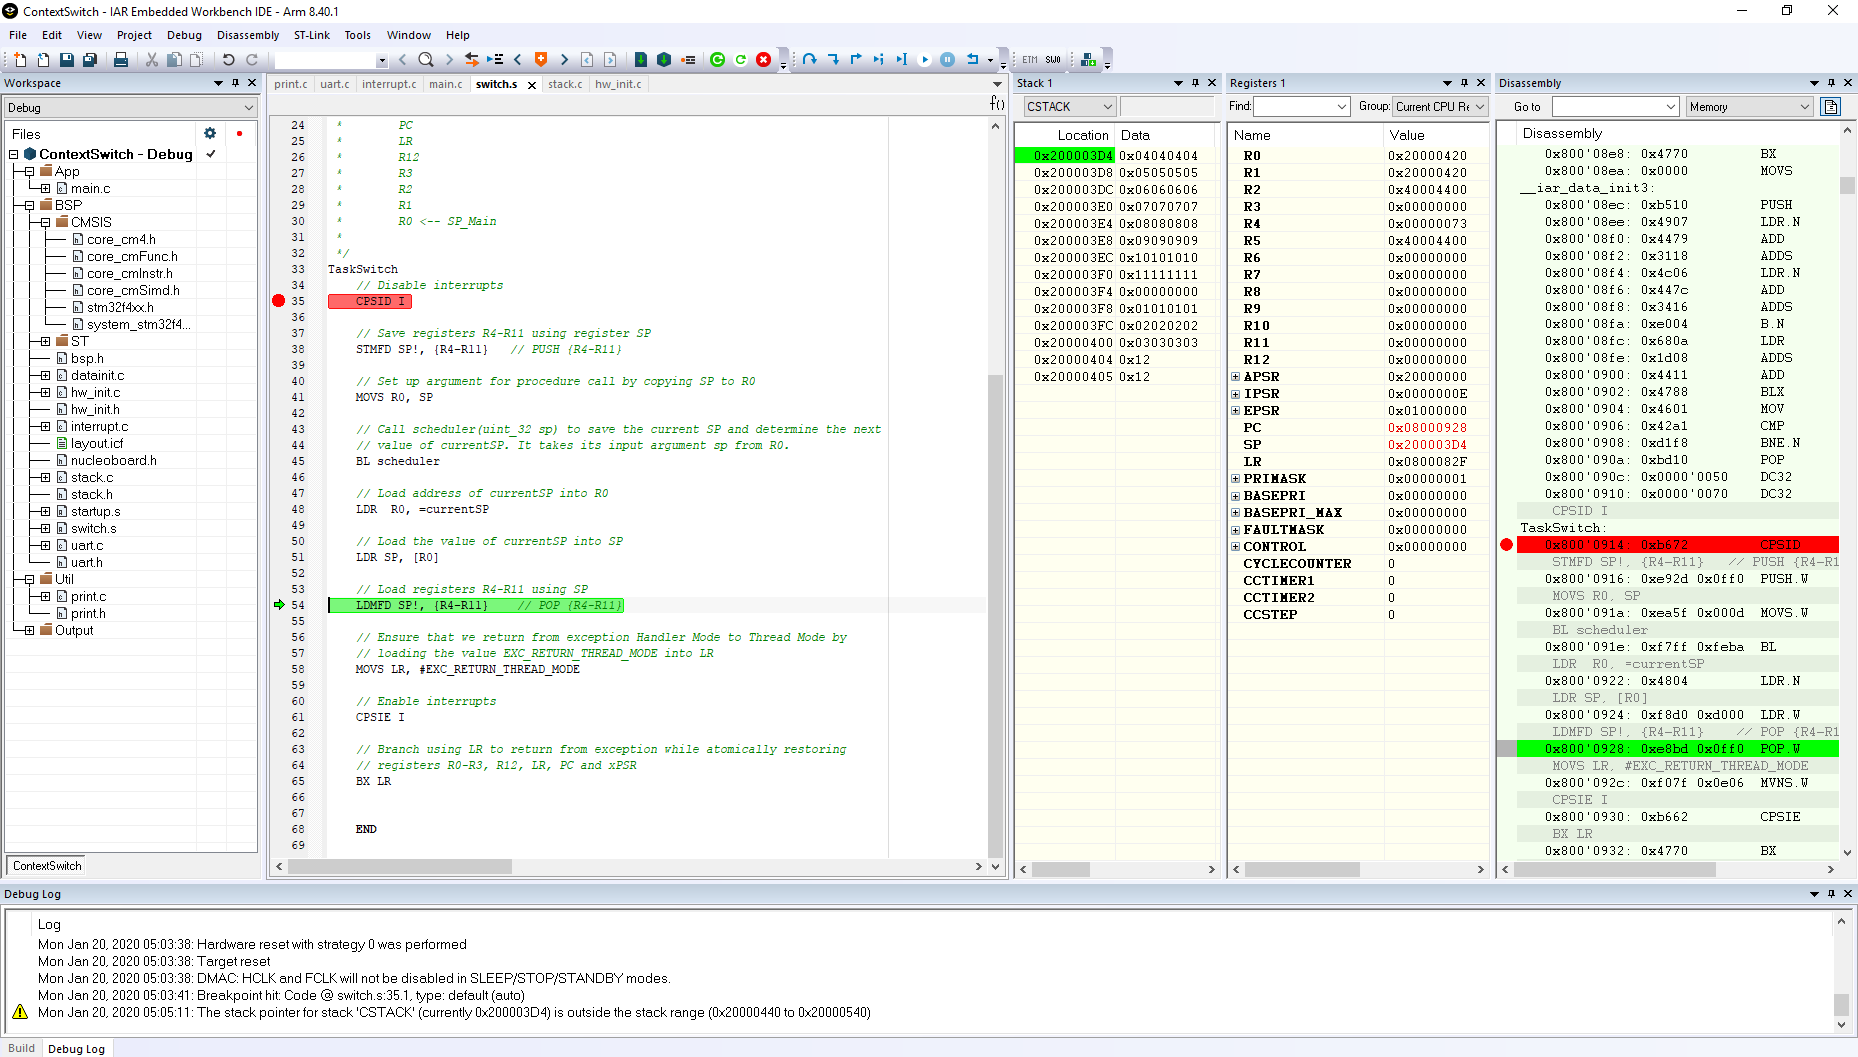 ContextSwitch - IAR Embedded Workbench IDE - Arm 8.40.1
File Edit View Project Debug Disassembly ST-Link Tools Window Help
ETM SWO
Workspace
Debug
Files
ContextSwitch - Debug
App
main.c
BSP
CMSIS
core_cm4.h
core_cmFunc.h
core_cmInstr.h
core_cmSimd.h
stm32f4xx.h
system_stm32f4...
ST
bsp.h
datainit.c
hw_init.c
hw_init.h
interrupt.c
layout.icf
nucleoboard.h
stack.c
stack.h
startup.s
switch.s
uart.c
uart.h
Util
print.c
print.h
Output
ContextSwitch
print.c uart.c interrupt.c main.c switch.s stack.c hw_init.c
f()
24 * PC
25 * LR
26 * R12
27 * R3
28 * R2
29 * R1
30 * R0 <-- SP_Main
31 *
32 */
33 TaskSwitch
34 // Disable interrupts
35 CPSID I
36
37 // Save registers R4-R11 using register SP
38 STMFD SP!, {R4-R11} // PUSH {R4-R11}
39
40 // Set up argument for procedure call by copying SP to R0
41 MOVS R0, SP
42
43 // Call scheduler(uint_32 sp) to save the current SP and determine the next
44 // value of currentSP. It takes its input argument sp from R0.
45 BL scheduler
46
47 // Load address of currentSP into R0
48 LDR R0, =currentSP
49
50 // Load the value of currentSP into SP
51 LDR SP, [R0]
52
53 // Load registers R4-R11 using SP
54 LDMFD SP!, {R4-R11} // POP {R4-R11}
55
56 // Ensure that we return from exception Handler Mode to Thread Mode by
57 // loading the value EXC_RETURN_THREAD_MODE into LR
58 MOVS LR, #EXC_RETURN_THREAD_MODE
59
60 // Enable interrupts
61 CPSIE I
62
63 // Branch using LR to return from exception while atomically restoring
64 // registers R0-R3, R12, LR, PC and xPSR
65 BX LR
66
67
68 END
69
Stack 1
CSTACK
Location Data
0x200003D4 0x04040404
0x200003D8 0x05050505
0x200003DC 0x06060606
0x200003E0 0x07070707
0x200003E4 0x08080808
0x200003E8 0x09090909
0x200003EC 0x10101010
0x200003F0 0x11111111
0x200003F4 0x00000000
0x200003F8 0x01010101
0x200003FC 0x02020202
0x20000400 0x03030303
0x20000404 0x12
0x20000405 0x12
Registers 1
Find: Group: Current CPU Re
Name Value
R0 0x20000420
R1 0x20000420
R2 0x40004400
R3 0x00000000
R4 0x00000073
R5 0x40004400
R6 0x00000000
R7 0x00000000
R8 0x00000000
R9 0x00000000
R10 0x00000000
R11 0x00000000
R12 0x00000000
APSR 0x20000000
IPSR 0x0000000E
EPSR 0x01000000
PC 0x08000928
SP 0x200003D4
LR 0x0800082F
PRIMASK 0x00000001
BASEPRI 0x00000000
BASEPRI_MAX 0x00000000
FAULTMASK 0x00000000
CONTROL 0x00000000
CYCLECOUNTER 0
CCTIMER1 0
CCTIMER2 0
CCSTEP 0
Disassembly
Go to Memory
Disassembly
0x800'08e8: 0x4770 BX
0x800'08ea: 0x0000 MOVS
__iar_data_init3:
0x800'08ec: 0xb510 PUSH
0x800'08ee: 0x4907 LDR.N
0x800'08f0: 0x4479 ADD
0x800'08f2: 0x3118 ADDS
0x800'08f4: 0x4c06 LDR.N
0x800'08f6: 0x447c ADD
0x800'08f8: 0x3416 ADDS
0x800'08fa: 0xe004 B.N
0x800'08fc: 0x680a LDR
0x800'08fe: 0x1d08 ADDS
0x800'0900: 0x4411 ADD
0x800'0902: 0x4788 BLX
0x800'0904: 0x4601 MOV
0x800'0906: 0x42a1 CMP
0x800'0908: 0xd1f8 BNE.N
0x800'090a: 0xbd10 POP
0x800'090c: 0x0000'0050 DC32
0x800'0910: 0x0000'0070 DC32
CPSID I
TaskSwitch:
0x800'0914: 0xb672 CPSID
STMFD SP!, {R4-R11} // PUSH {R4-R1
0x800'0916: 0xe92d 0x0ff0 PUSH.W
MOVS R0, SP
0x800'091a: 0xea5f 0x000d MOVS.W
BL scheduler
0x800'091e: 0xf7ff 0xfeba BL
LDR R0, =currentSP
0x800'0922: 0x4804 LDR.N
LDR SP, [R0]
0x800'0924: 0xf8d0 0xd000 LDR.W
LDMFD SP!, {R4-R11} // POP {R4-R1
0x800'0928: 0xe8bd 0x0ff0 POP.W
MOVS LR, #EXC_RETURN_THREAD_MODE
0x800'092c: 0xf07f 0x0e06 MVNS.W
CPSIE I
0x800'0930: 0xb662 CPSIE
BX LR
0x800'0932: 0x4770 BX
Debug Log
Log
Mon Jan 20, 2020 05:03:38: Hardware reset with strategy 0 was performed
Mon Jan 20, 2020 05:03:38: Target reset
Mon Jan 20, 2020 05:03:38: DMAC: HCLK and FCLK will not be disabled in SLEEP/STOP/STANDBY modes.
Mon Jan 20, 2020 05:03:41: Breakpoint hit: Code @ switch.s:35.1, type: default (auto)
Mon Jan 20, 2020 05:05:11: The stack pointer for stack 'CSTACK' (currently 0x200003D4) is outside the stack range (0x20000440 to 0x20000540)
Build Debug Log